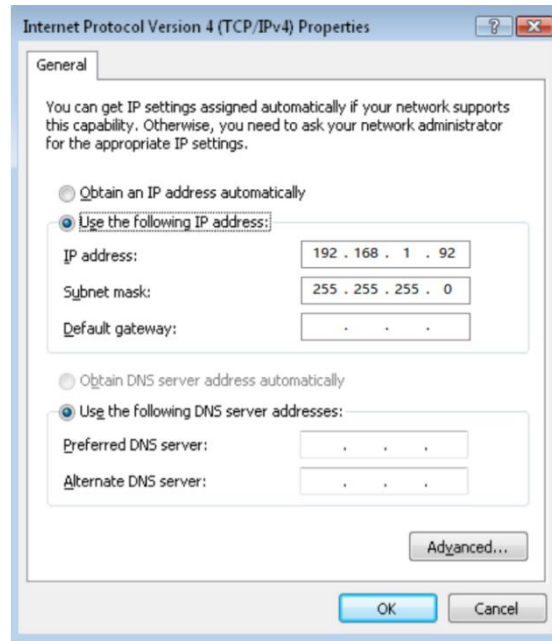 Internet Protocol Version 4 (TCP/IPv4) Properties
General
You can get IP settings assigned automatically if your network supports
this capability. Otherwise, you need to ask your network administrator
for the appropriate IP settings.
Obtain an IP address automatically
Use the following IP address:
IP address: 192 . 168 . 1 . 92
Subnet mask: 255 . 255 . 255 . 0
Default gateway: . . .
Obtain DNS server address automatically
Use the following DNS server addresses:
Preferred DNS server: . . .
Alternate DNS server: . . .
Advanced...
OK Cancel